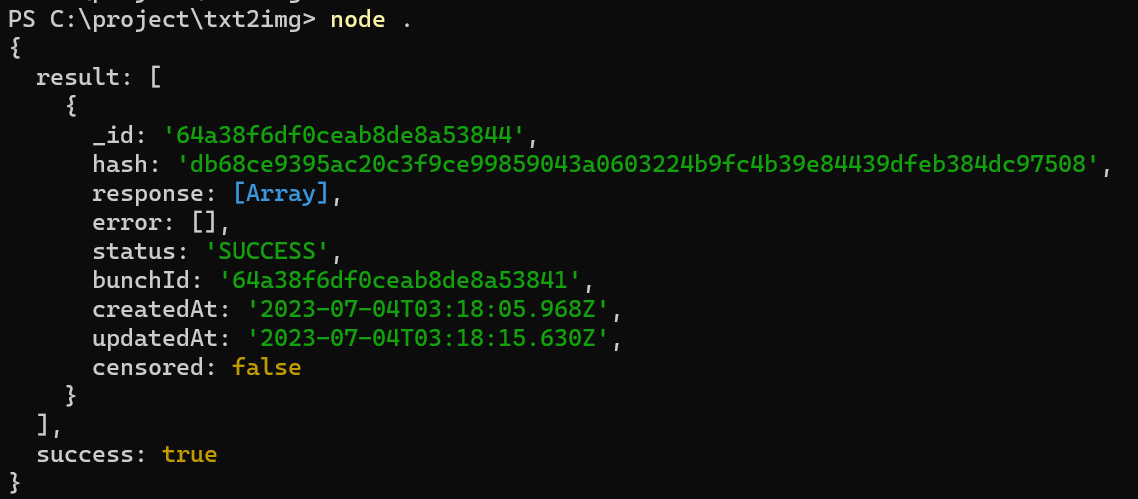 PS C:\project\txt2img> node .
{
  result: [
    {
      _id: '64a38f6df0ceab8de8a53844',
      hash: 'db68ce9395ac20c3f9ce999859043a0603224b9fc4b39e84439dfeb384dc97508',
      response: [Array],
      error: [],
      status: 'SUCCESS',
      bunchId: '64a38f6df0ceab8de8a53841',
      createdAt: '2023-07-04T03:18:05.968Z',
      updatedAt: '2023-07-04T03:18:15.630Z',
      censored: false
    }
  ],
  success: true
}